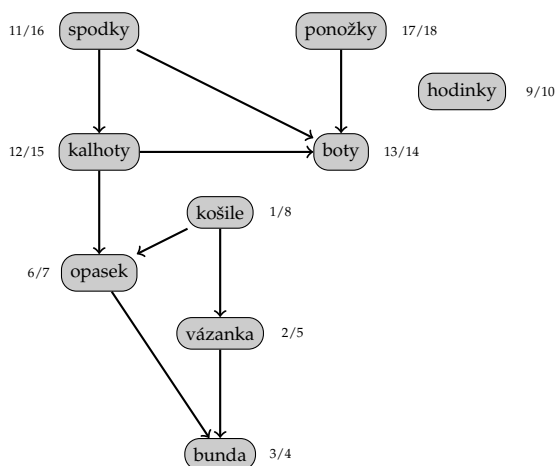 11/16 spodky ponožky 17/18
hodinky 9/10
12/15 kalhoty boty 13/14
košile 1/8
6/7 opasek
vázanka 2/5
bunda 3/4